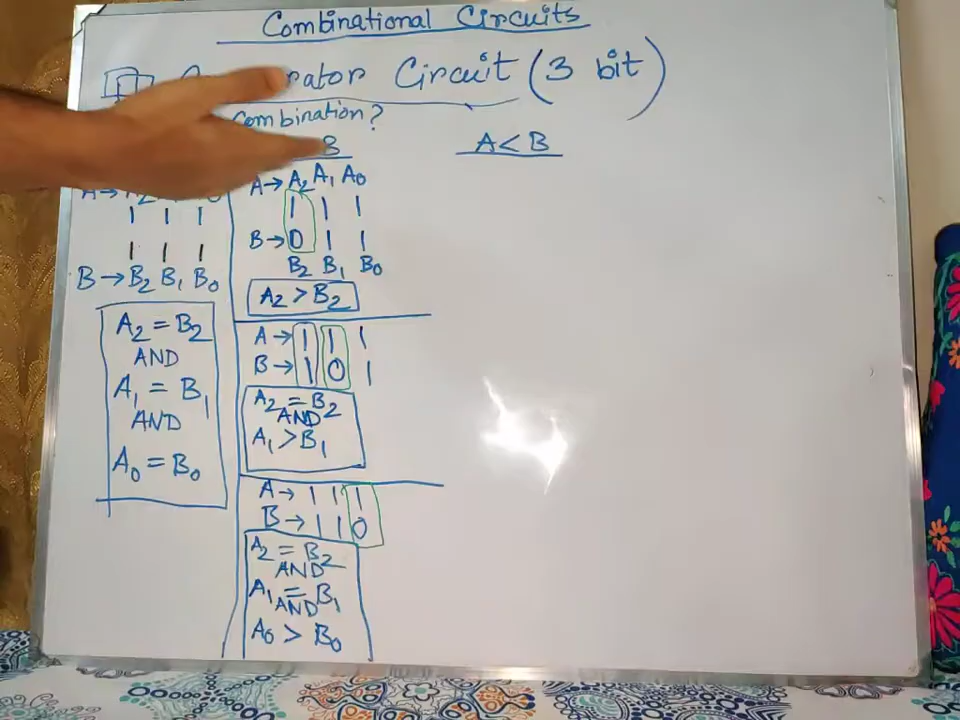 Combinational Circuits
Circuit (3 bit)
Combination?
B
A<B
A→ A2 A1 A0
1 1 1
B→ 0 1 1
B2 B1 B0
A2 > B2
1 1 1
1 1 1
B→ B2 B1 B0
A2 = B2
AND
A1 = B1
AND
A0 = B0
A→ 1 1 1
B→ 1 0 1
A2 = B2
AND
A1 > B1
A→ 1 1 1
B→ 1 1 0
A2 = B2
AND
A1 = B1
AND
A0 > B0